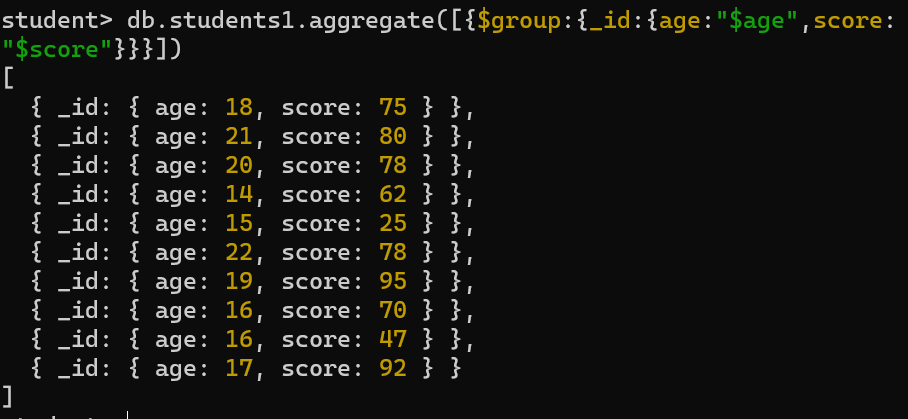 student> db.students1.aggregate([{$group:{_id:{age:"$age",score:
"$score"}}}])
[
  { _id: { age: 18, score: 75 } },
  { _id: { age: 21, score: 80 } },
  { _id: { age: 20, score: 78 } },
  { _id: { age: 14, score: 62 } },
  { _id: { age: 15, score: 25 } },
  { _id: { age: 22, score: 78 } },
  { _id: { age: 19, score: 95 } },
  { _id: { age: 16, score: 70 } },
  { _id: { age: 16, score: 47 } },
  { _id: { age: 17, score: 92 } }
]